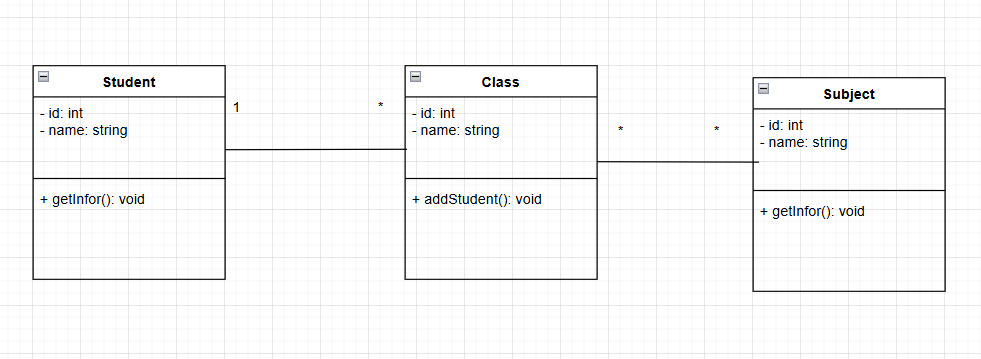 Student
- id: int
- name: string
+ getInfor(): void
1
*
Class
- id: int
- name: string
+ addStudent(): void
*
*
Subject
- id: int
- name: string
+ getInfor(): void